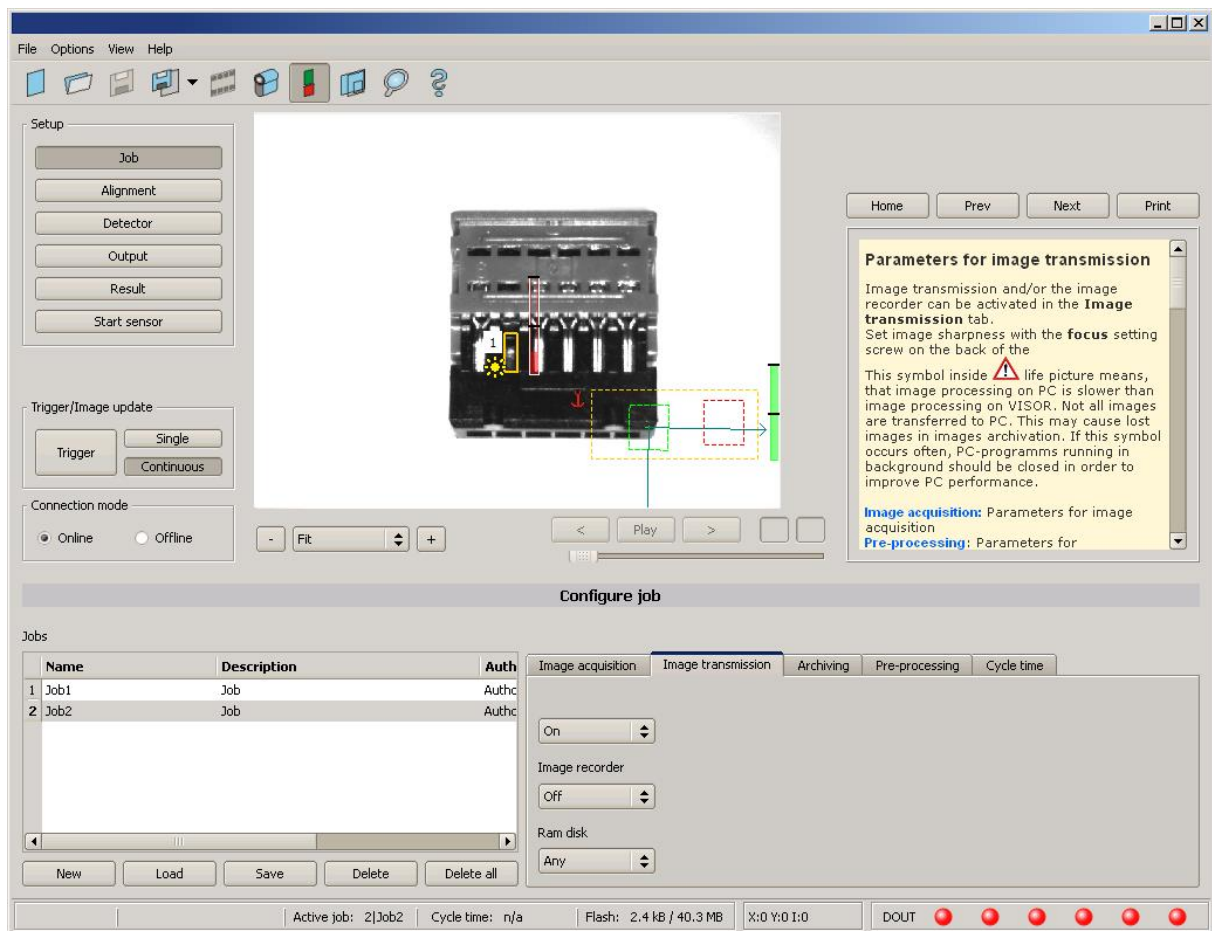 File Options View Help
Setup
Job
Alignment
Detector
Output
Result
Start sensor
Trigger/Image update
Trigger
Single
Continuous
Connection mode
Online
Offline
1
- Fit +
< Play >
Home Prev Next Print
Parameters for image transmission
Image transmission and/or the image
recorder can be activated in the Image
transmission tab.
Set image sharpness with the focus setting
screw on the back of the
This symbol inside life picture means,
that image processing on PC is slower than
image processing on VISOR. Not all images
are transferred to PC. This may cause lost
images in images archivation. If this symbol
occurs often, PC-programms running in
background should be closed in order to
improve PC performance.
Image acquisition: Parameters for image
acquisition
Pre-processing: Parameters for
Configure job
Jobs
Name Description Auth
1 Job1 Job Autho
2 Job2 Job Autho
New Load Save Delete Delete all
Image acquisition Image transmission Archiving Pre-processing Cycle time
On
Image recorder
Off
Ram disk
Any
Active job: 2|Job2 Cycle time: n/a Flash: 2.4 kB / 40.3 MB X:0 Y:0 I:0 DOUT